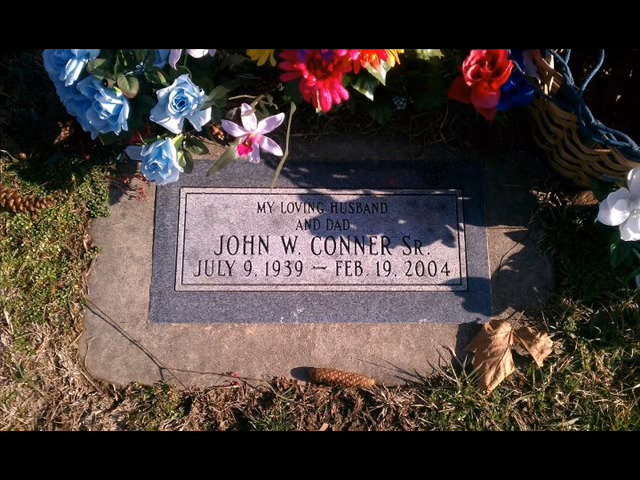 MY LOVING HUSBAND
AND DAD
JOHN W. CONNER SR.
JULY 9, 1939 — FEB. 19, 2004